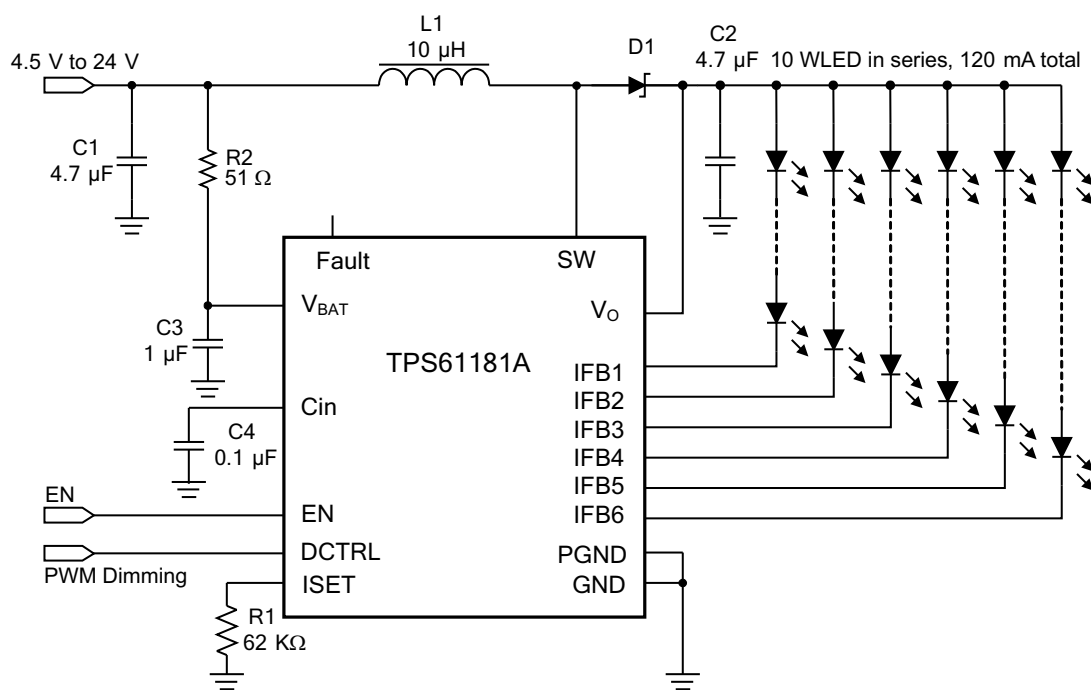 L1
10 µH
D1
C2
4.7 µF
10 WLED in series, 120 mA total
4.5 V to 24 V
C1
4.7 µF
R2
51 Ω
Fault
SW
VBAT
VO
C3
1 µF
TPS61181A
IFB1
IFB2
IFB3
IFB4
IFB5
IFB6
Cin
C4
0.1 µF
EN
EN
DCTRL
PGND
PWM Dimming
ISET
GND
R1
62 KΩ